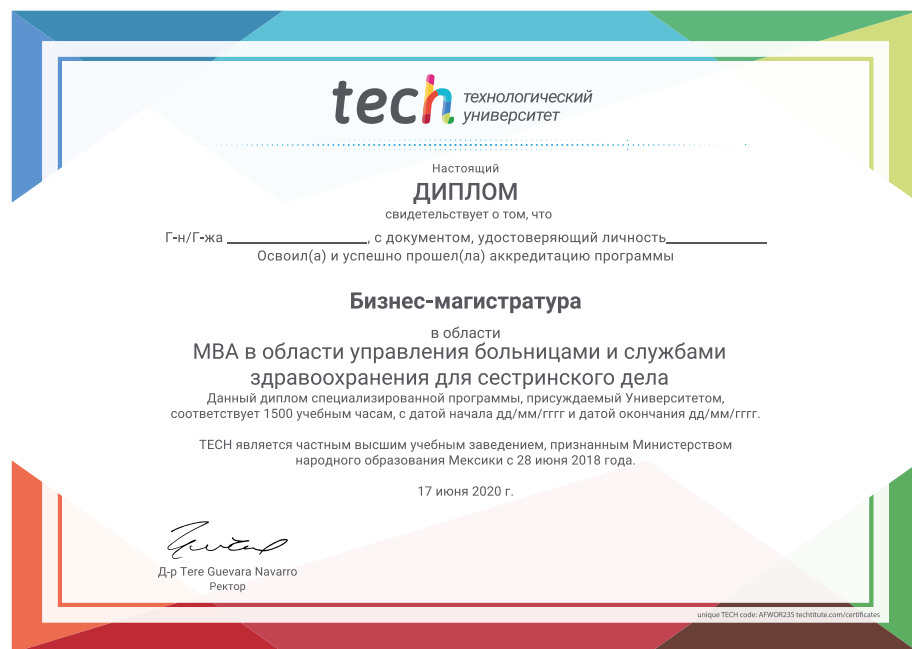 tech технологический
университет
Настоящий
ДИПЛОМ
свидетельствует о том, что
Г-н/Г-жа ____________________, с документом, удостоверяющий личность______________
Освоил(а) и успешно прошел(ла) аккредитацию программы
Бизнес-магистратура
в области
MBA в области управления больницами и службами
здравоохранения для сестринского дела
Данный диплом специализированной программы, присуждаемый Университетом,
соответствует 1500 учебным часам, с датой начала дд/мм/гггг и датой окончания дд/мм/гггг.
TECH является частным высшим учебным заведением, признанным Министерством
народного образования Мексики с 28 июня 2018 года.
17 июня 2020 г.
Д-р Tere Guevara Navarro
Ректор
unique TECH code: AFWOR23S techtitute.com/certificates